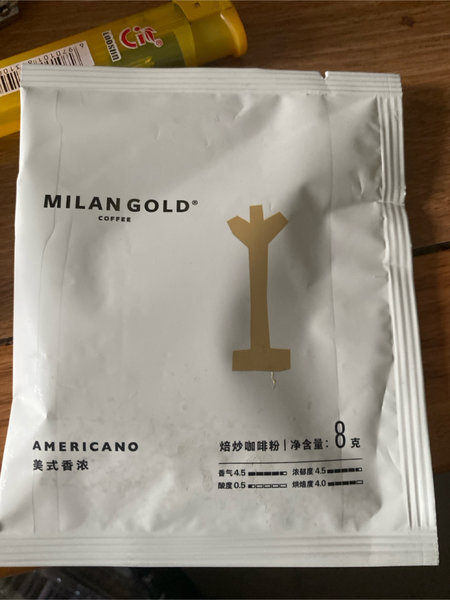 MILAN GOLD®
COFFEE
AMERICANO
美式香浓
焙炒咖啡粉 | 净含量: 8 克
香气 4.5 浓郁度 4.5
酸度 0.5 烘焙度 4.0